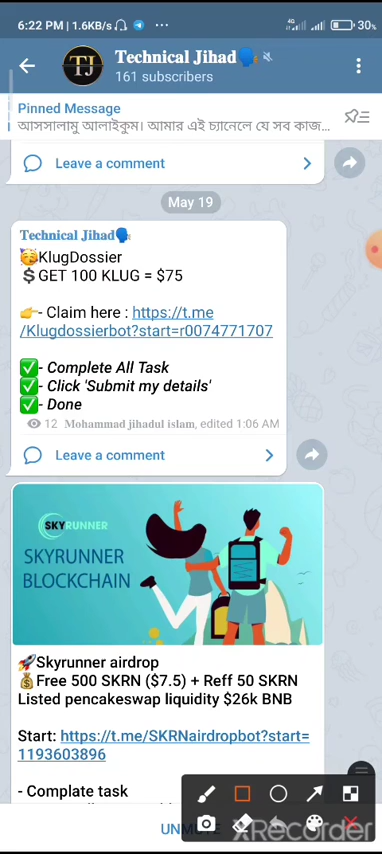 6:22 PM | 1.6KB/s
4G
30%
Technical Jihad🗣️
TJ
161 subscribers
Pinned Message
আসসালামু আলাইকুম। আমার এই চ্যানেলে যে সব কাজ...
Leave a comment
May 19
Technical Jihad🗣️
🥳KlugDossier
💲GET 100 KLUG = $75
👉- Claim here : https://t.me
/Klugdossierbot?start=r0074771707
✅- Complete All Task
✅- Click 'Submit my details'
✅- Done
12 Mohammad jihadul islam, edited 1:06 AM
Leave a comment
SKYRUNNER
SKYRUNNER
BLOCKCHAIN
🚀Skyrunner airdrop
💰Free 500 SKRN ($7.5) + Reff 50 SKRN
Listed pencakeswap liquidity $26k BNB
Start: https://t.me/SKRNairdropbot?start=
1193603896
- Complate task
XRecorder